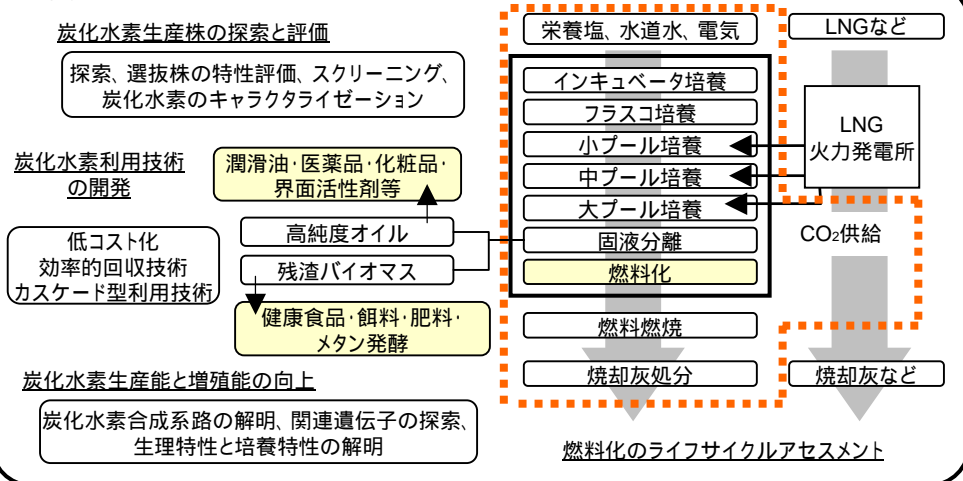 炭化水素生産株の探索と評価
探索、選抜株の特性評価、スクリーニング、
炭化水素のキャラクタライゼーション
炭化水素利用技術
の開発
潤滑油・医薬品・化粧品・
界面活性剤等
低コスト化
効率的回収技術
カスケード型利用技術
高純度オイル
残渣バイオマス
健康食品・餌料・肥料・
メタン発酵
炭化水素生産能と増殖能の向上
炭化水素合成系路の解明、関連遺伝子の探索、
生理特性と培養特性の解明
栄養塩、水道水、電気
インキュベータ培養
フラスコ培養
小プール培養
中プール培養
大プール培養
固液分離
燃料化
燃料燃焼
焼却灰処分
LNGなど
LNG
火力発電所
CO₂供給
焼却灰など
燃料化のライフサイクルアセスメント